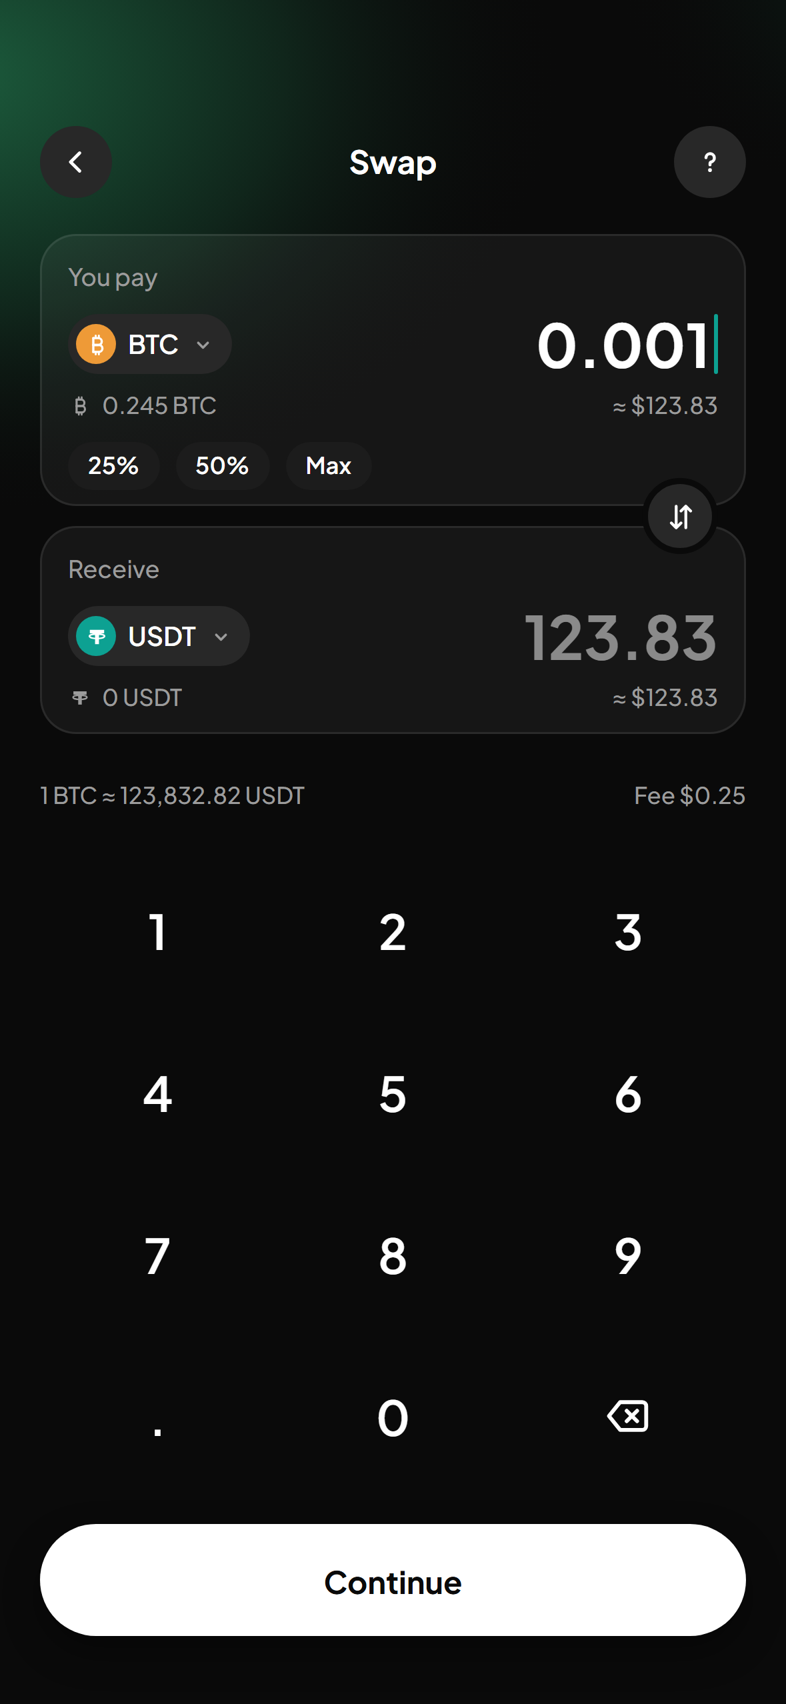 Swap
?
You pay
BTC
0.001
0.245 BTC
≈ $123.83
25%
50%
Max
Receive
USDT
123.83
0 USDT
≈ $123.83
1 BTC ≈ 123,832.82 USDT
Fee $0.25
1 2 3
4 5 6
7 8 9
. 0
Continue